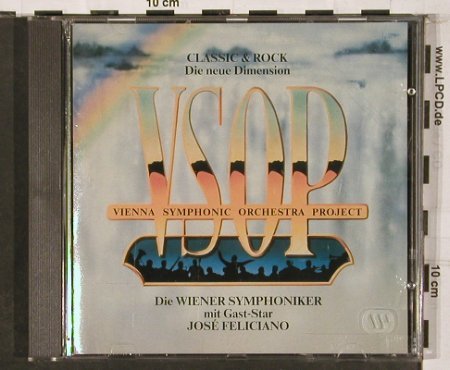 10 cm
CLASSIC & ROCK
Die neue Dimension
VSOP
VIENNA SYMPHONIC ORCHESTRA PROJECT
Die WIENER SYMPHONIKER
mit Gast-Star
JOSÉ FELICIANO
www.LPCD.de
10 cm